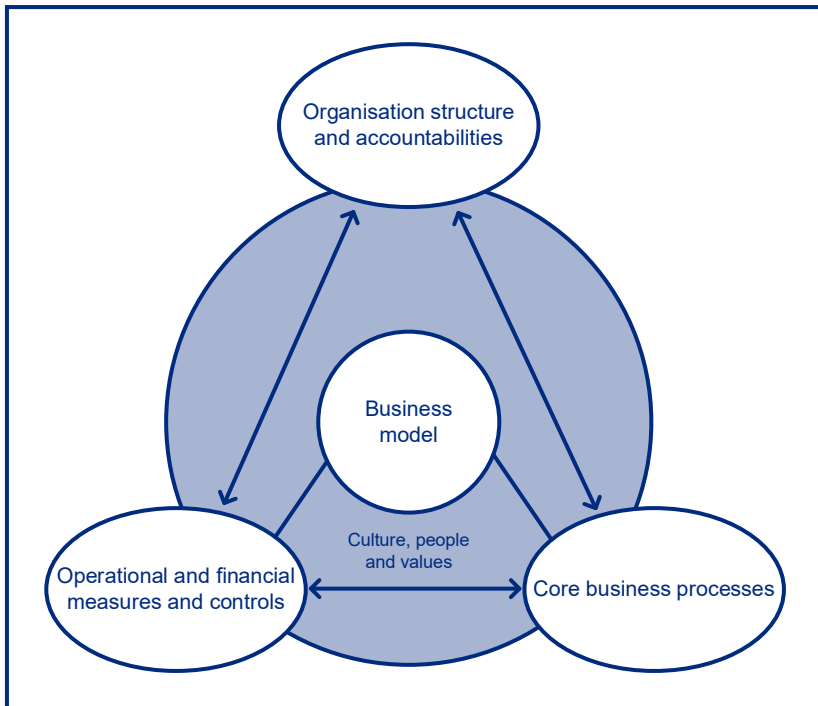 Organisation structure
and accountabilities
Business
model
Culture, people
and values
Operational and financial
measures and controls
Core business processes